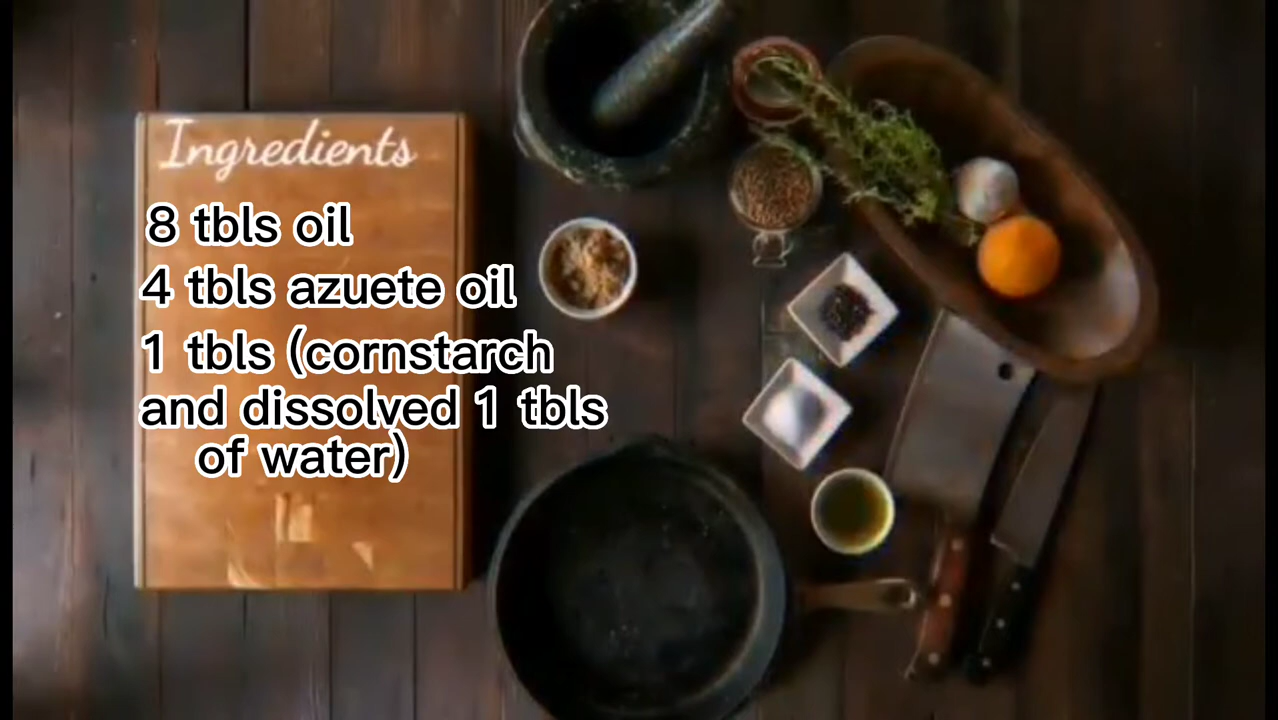 Ingredients
8 tbls oil
4 tbls azuete oil
1 tbls (cornstarch
and dissolved 1 tbls
of water)